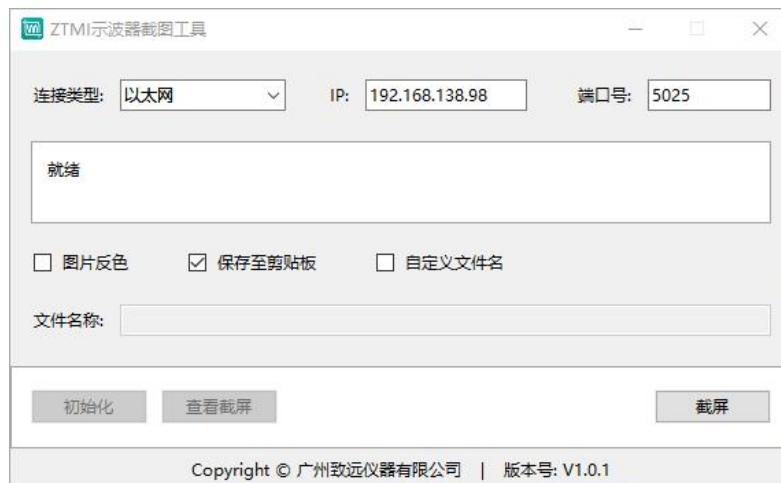 ZTMI示波器截图工具
连接类型: 以太网 IP: 192.168.138.98 端口号: 5025
就绪
图片反色 保存至剪贴板 自定义文件名
文件名称:
初始化 查看截屏 截屏
Copyright © 广州致远仪器有限公司 | 版本号: V1.0.1